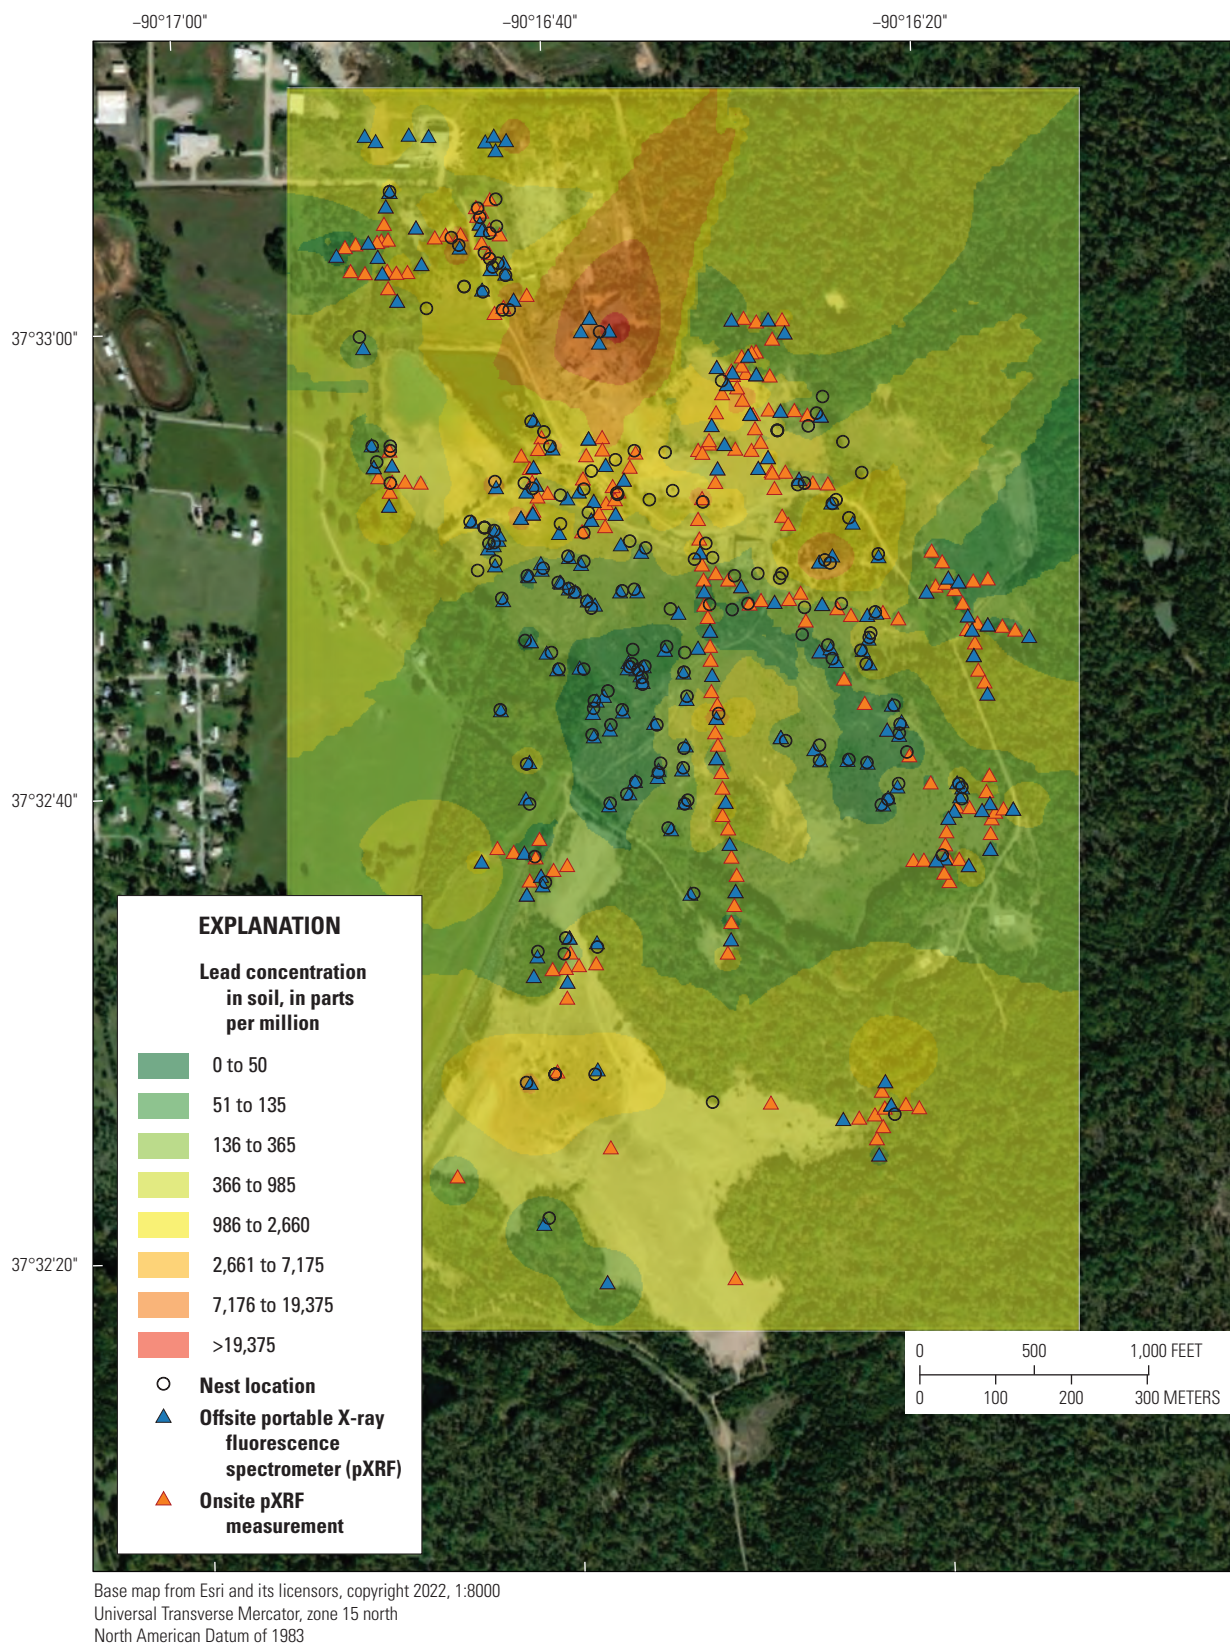 −90°17'00"
−90°16'40"
−90°16'20"
37°33'00"
37°32'40"
37°32'20"
EXPLANATION
Lead concentration
in soil, in parts
per million
0 to 50
51 to 135
136 to 365
366 to 985
986 to 2,660
2,661 to 7,175
7,176 to 19,375
>19,375
Nest location
Offsite portable X-ray
fluorescence
spectrometer (pXRF)
Onsite pXRF
measurement
0 500 1,000 FEET
0 100 200 300 METERS
Base map from Esri and its licensors, copyright 2022, 1:8000
Universal Transverse Mercator, zone 15 north
North American Datum of 1983